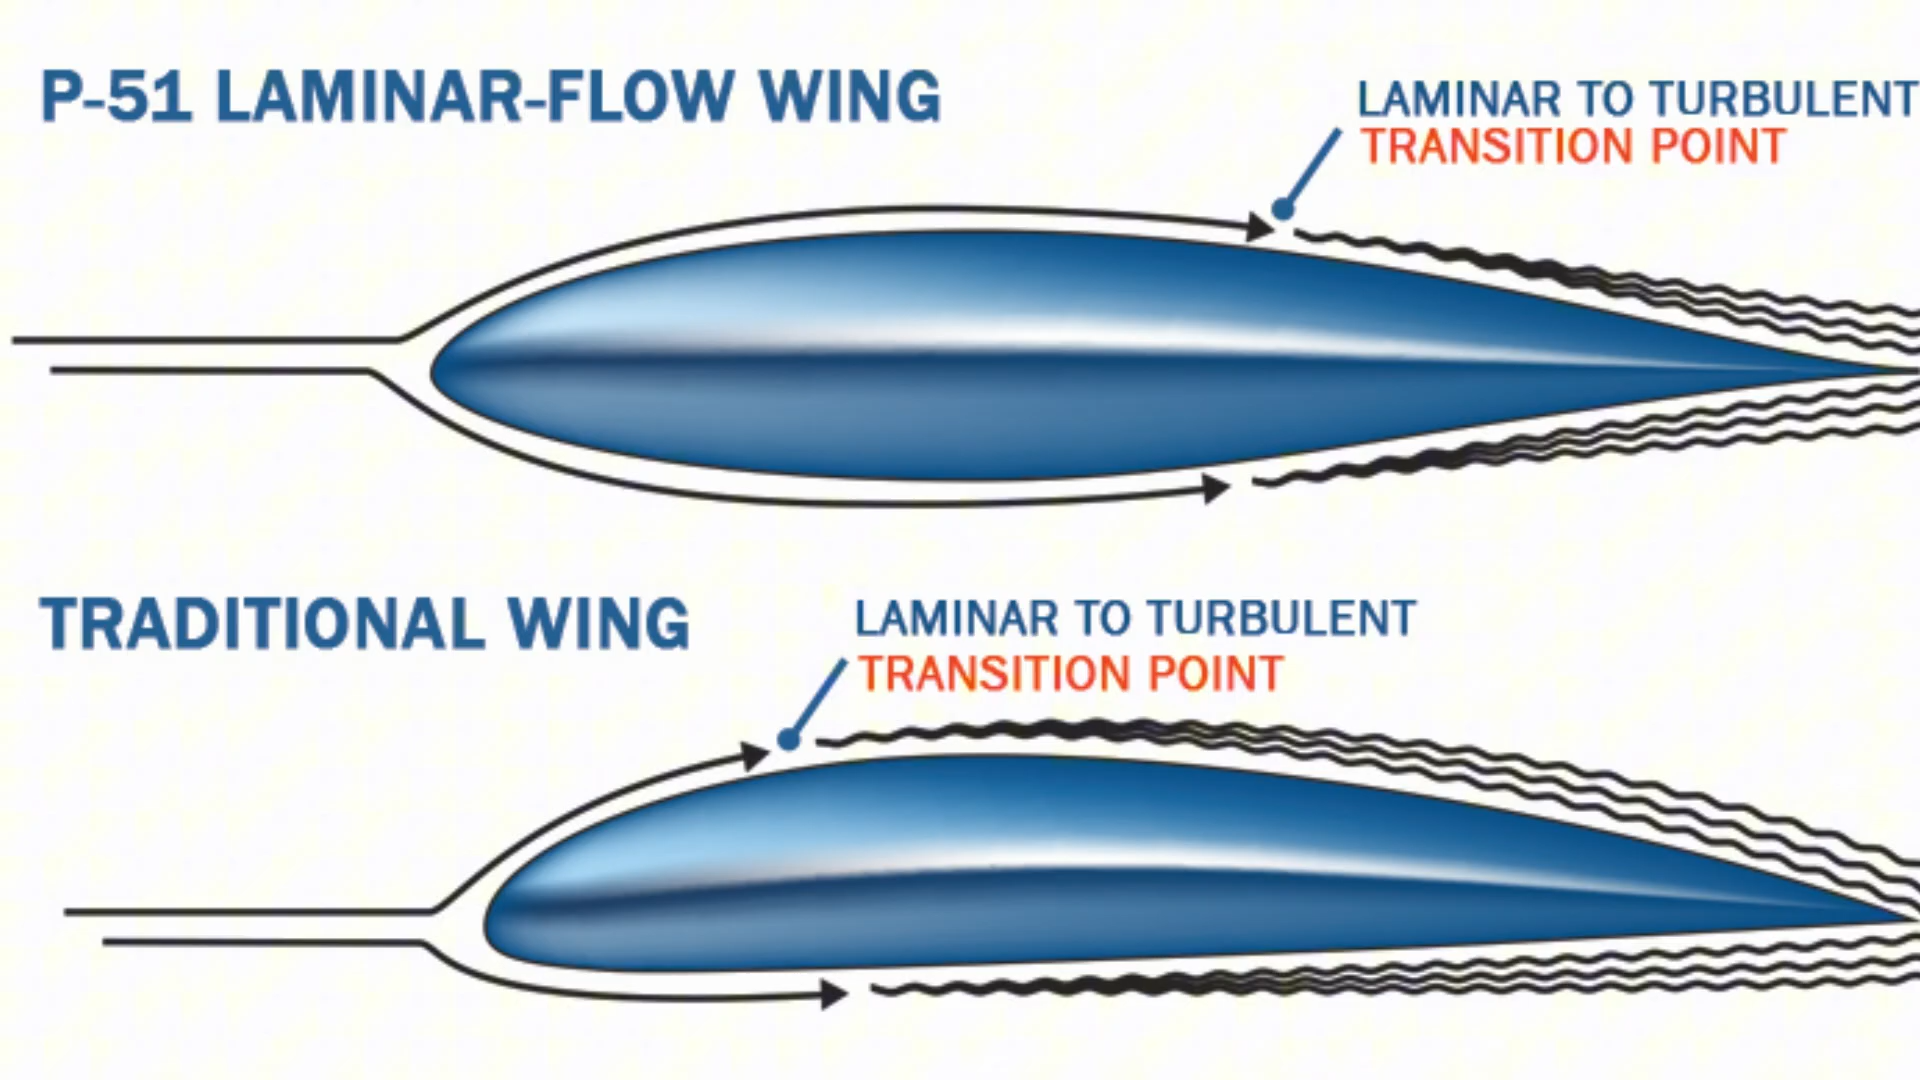 P-51 LAMINAR-FLOW WING
LAMINAR TO TURBULENT
TRANSITION POINT
TRADITIONAL WING
LAMINAR TO TURBULENT
TRANSITION POINT